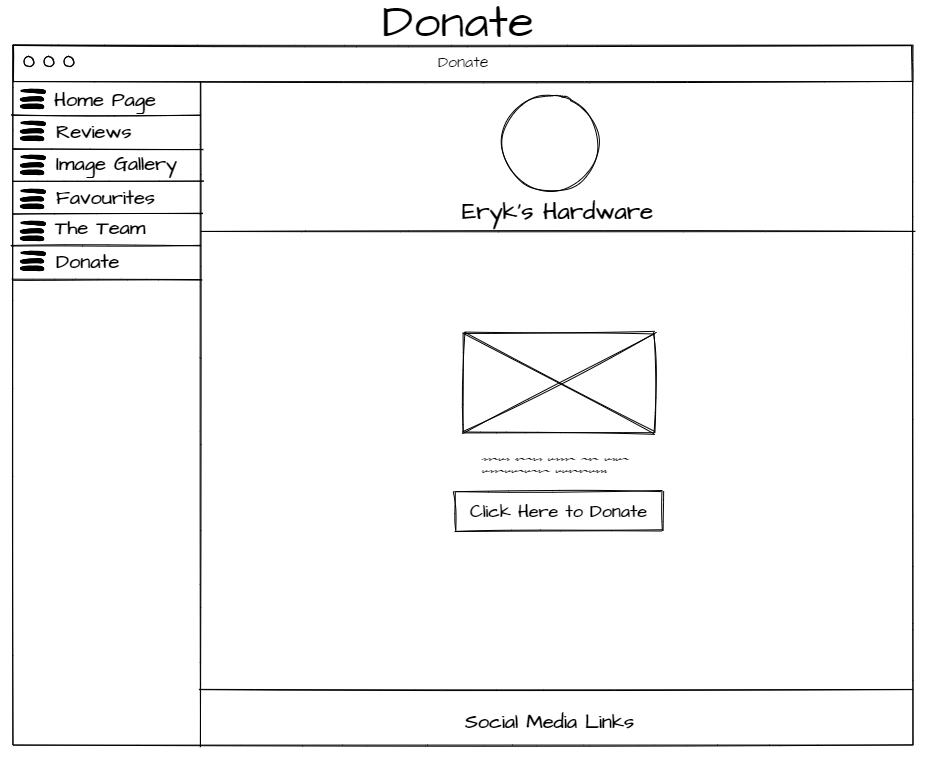 Donate
Donate
Home Page
Reviews
Image Gallery
Favourites
The Team
Donate
Eryk's Hardware
Click Here to Donate
Social Media Links